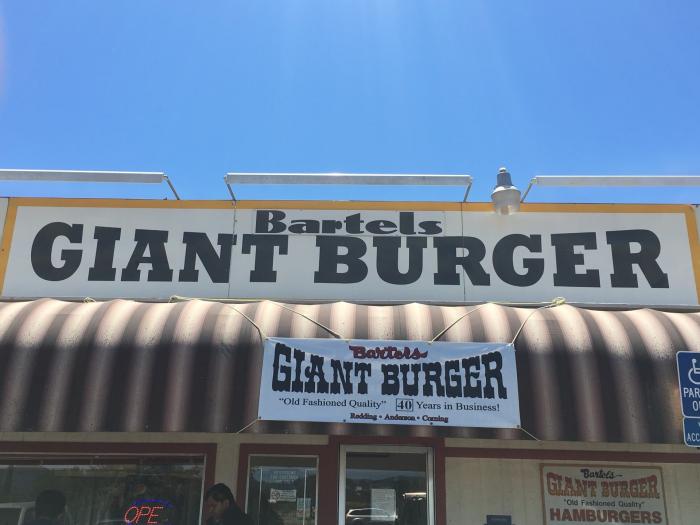 Bartels
GIANT BURGER
Bartels
GIANT BURGER
"Old Fashioned Quality" 40 Years in Business!
Redding • Anderson • Corning
OPE
Bartels
GIANT BURGER
"Old Fashioned Quality"
HAMBURGERS